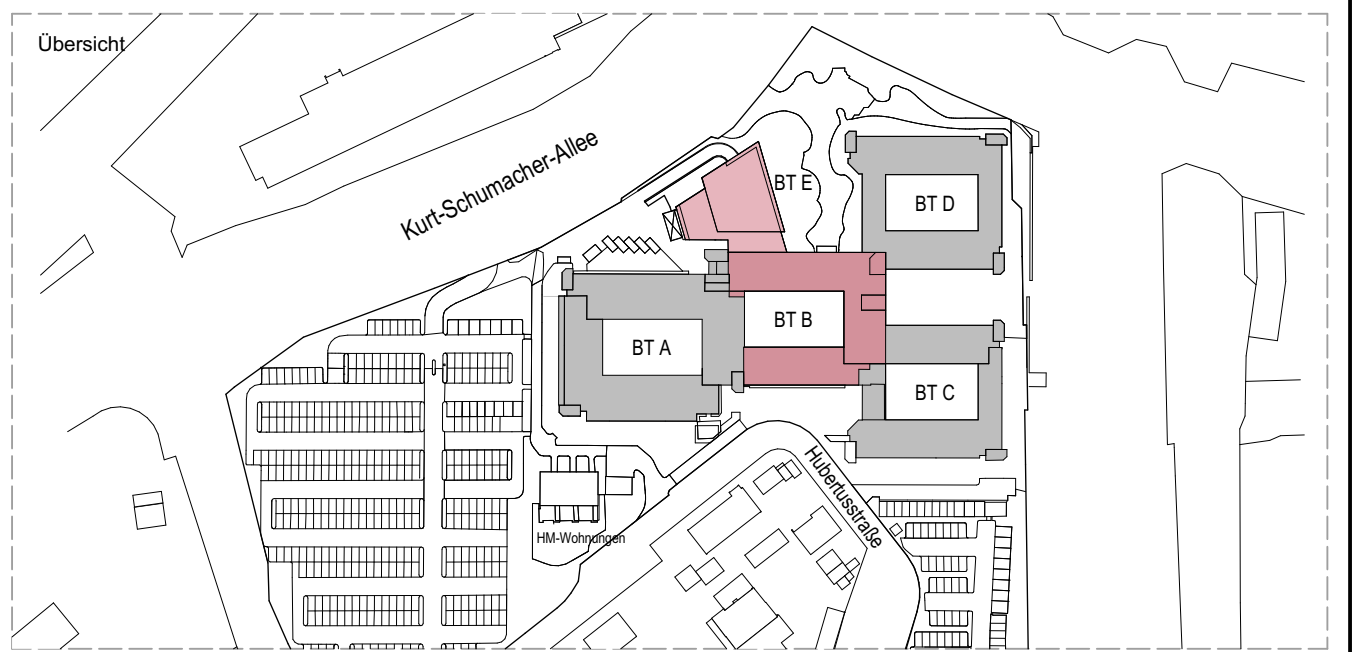 Übersicht
Kurt-Schumacher-Allee
BT E
BT D
BT B
BT A
BT C
Hubertusstraße
HM-Wohnungen